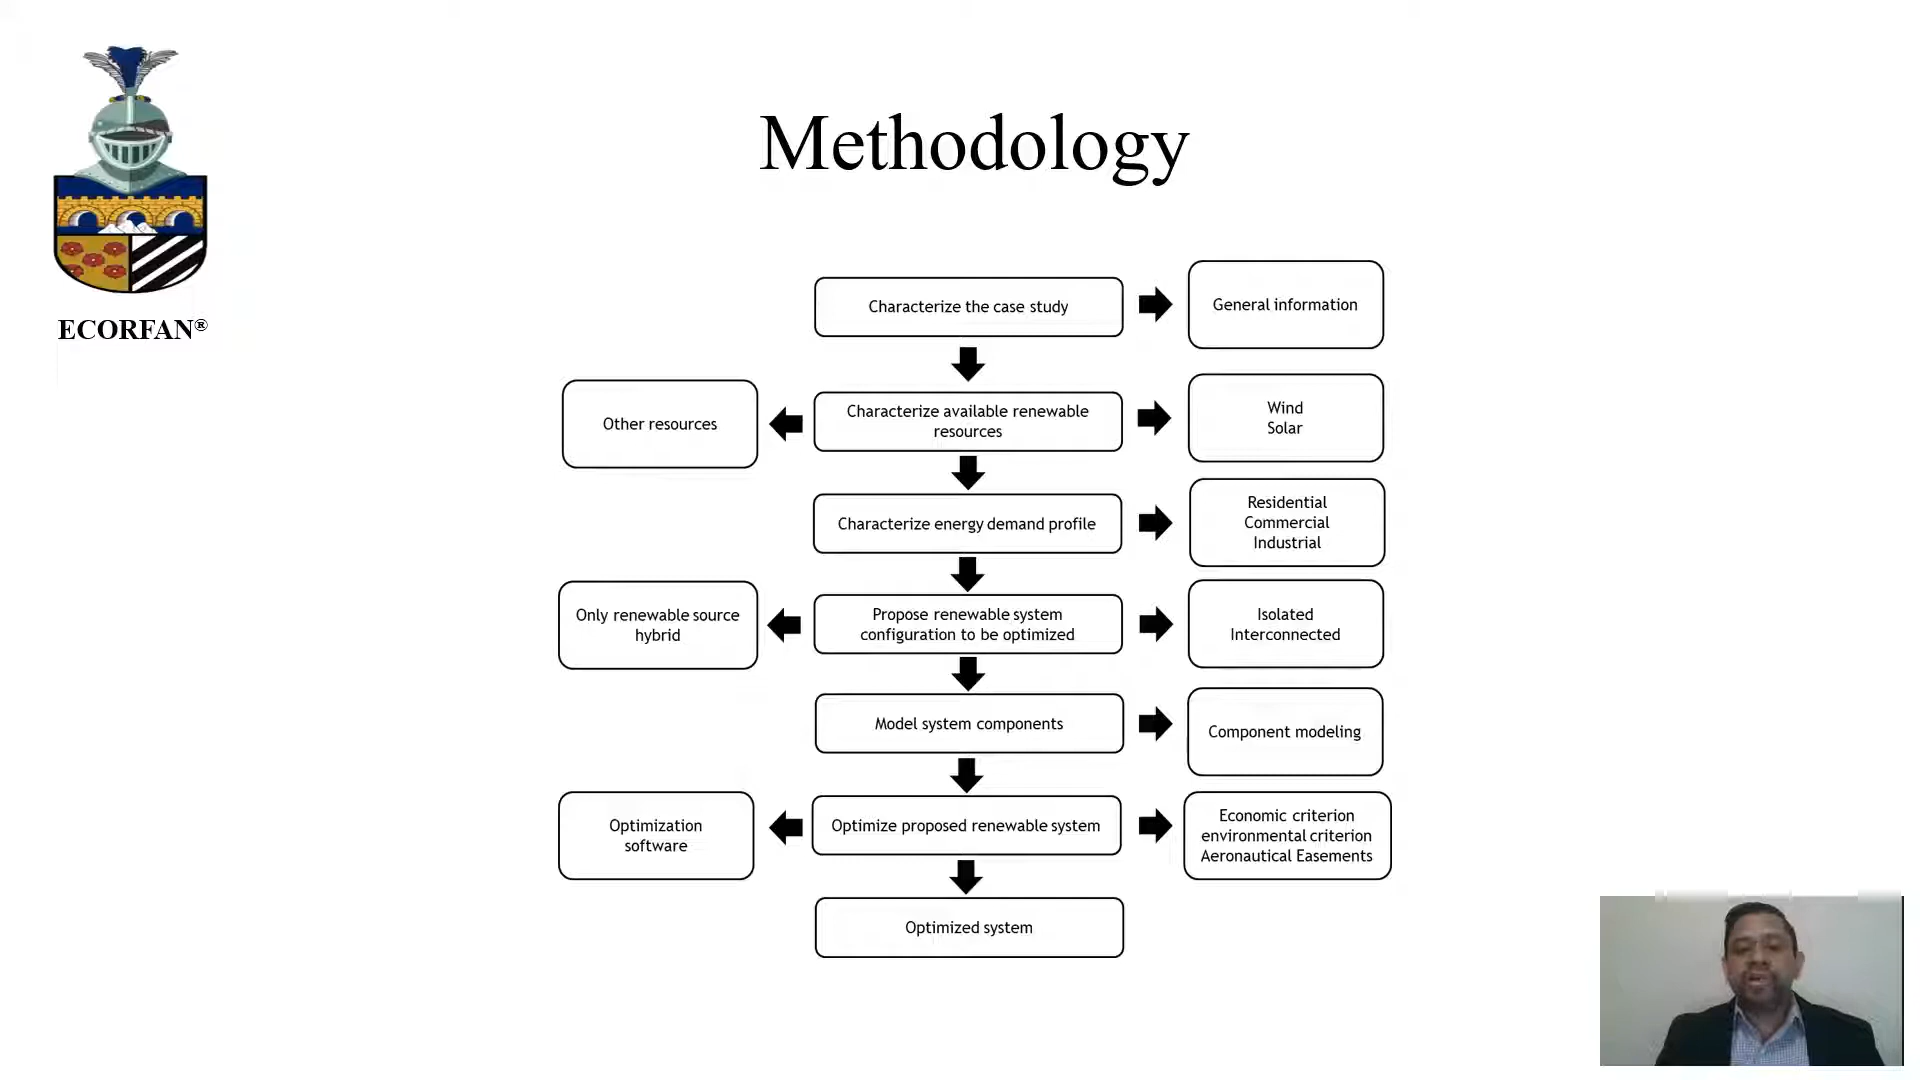 Methodology
ECORFAN®
Characterize the case study
General information
Other resources
Characterize available renewable
resources
Wind
Solar
Characterize energy demand profile
Residential
Commercial
Industrial
Only renewable source
hybrid
Propose renewable system
configuration to be optimized
Isolated
Interconnected
Model system components
Component modeling
Optimization
software
Optimize proposed renewable system
Economic criterion
environmental criterion
Aeronautical Easements
Optimized system